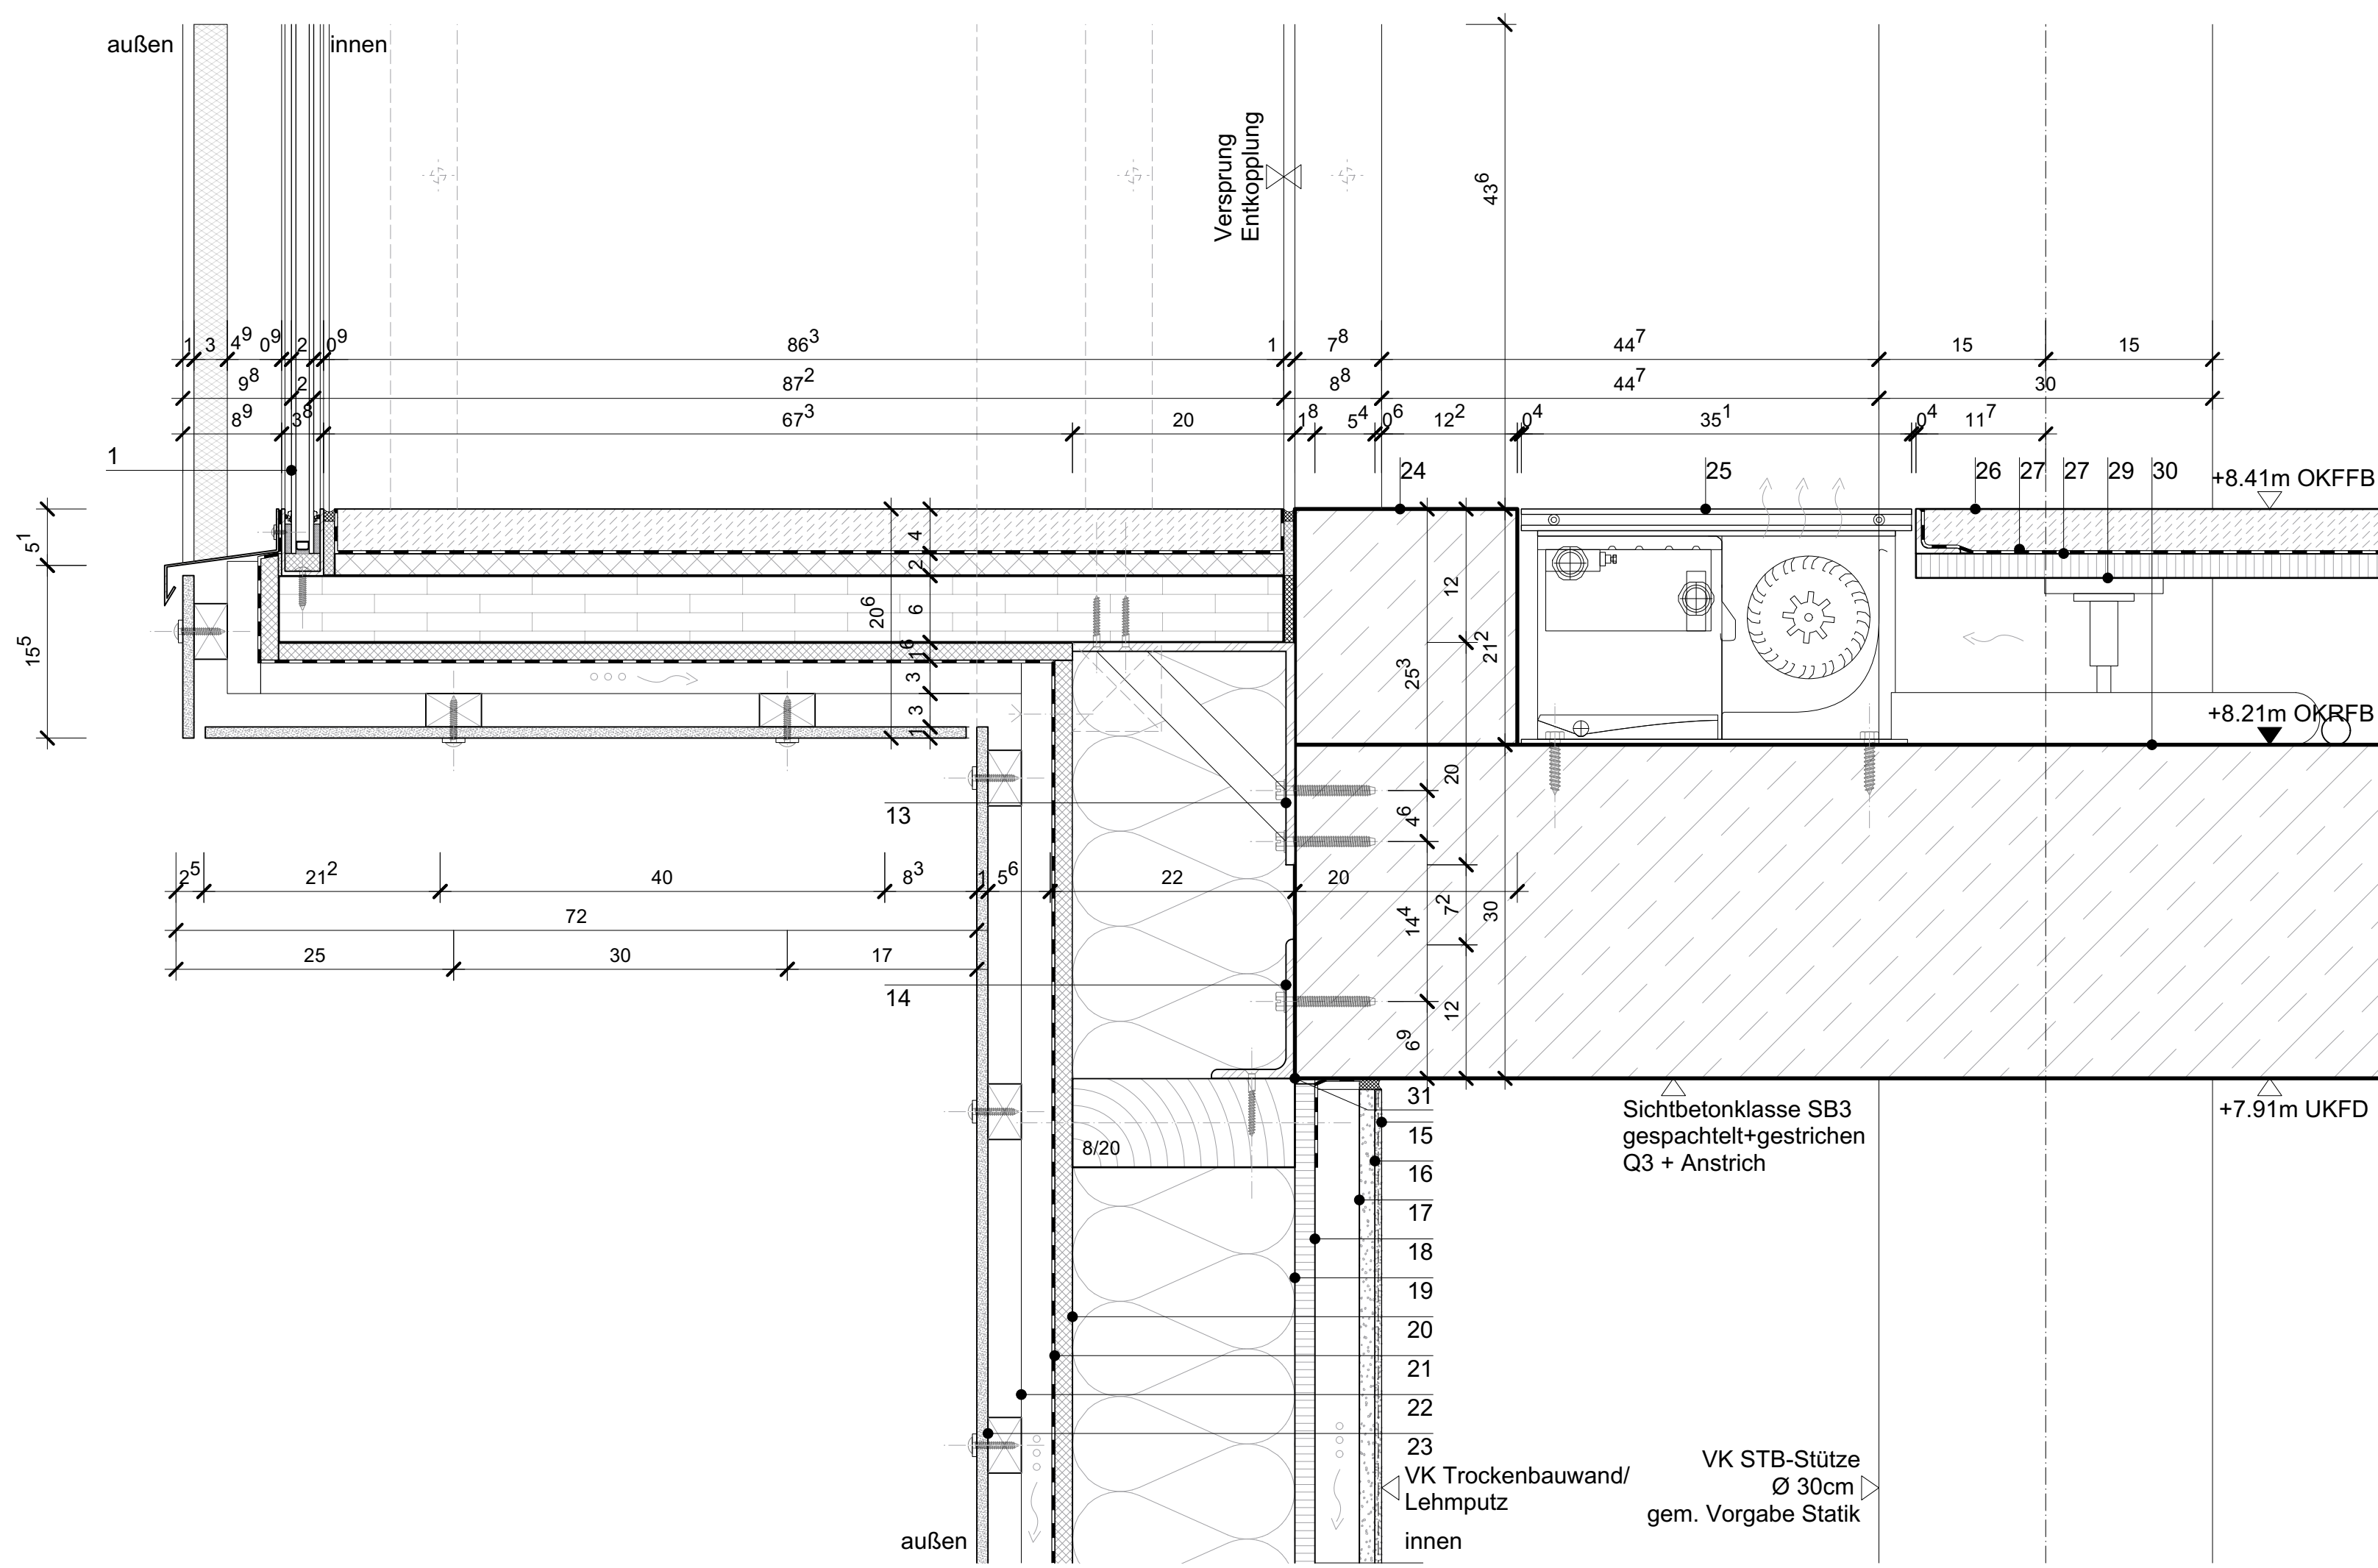 außen
innen
Versprung
Entkopplung
43⁶
1 3 4⁹ 0⁹ 2 0⁹ 86³ 1 7⁸ 44⁷ 15 15
9⁸ 2 87² 8⁸ 44⁷ 30
8⁹ 3⁸ 67³ 20 1⁸ 5⁴ 0⁶ 12² 0⁴ 35¹ 0⁴ 11⁷
1
24 25 26 27 27 29 30
+8.41m OKFFB
5¹
15⁵
20⁶
4
2
6
1⁶
3
3
1
12
21²
25³
+8.21m OKRFB
20
4⁶
13
2⁵ 21² 40 8³ 1 5⁶ 22 20
72
25 30 17
14⁴
7²
30
14
12
6⁹
8/20
31
15
16
17
18
19
20
21
22
23
Sichtbetonklasse SB3
gespachtelt+gestrichen
Q3 + Anstrich
+7.91m UKFD
VK Trockenbauwand/
Lehmputz
VK STB-Stütze
Ø 30cm
gem. Vorgabe Statik
außen
innen